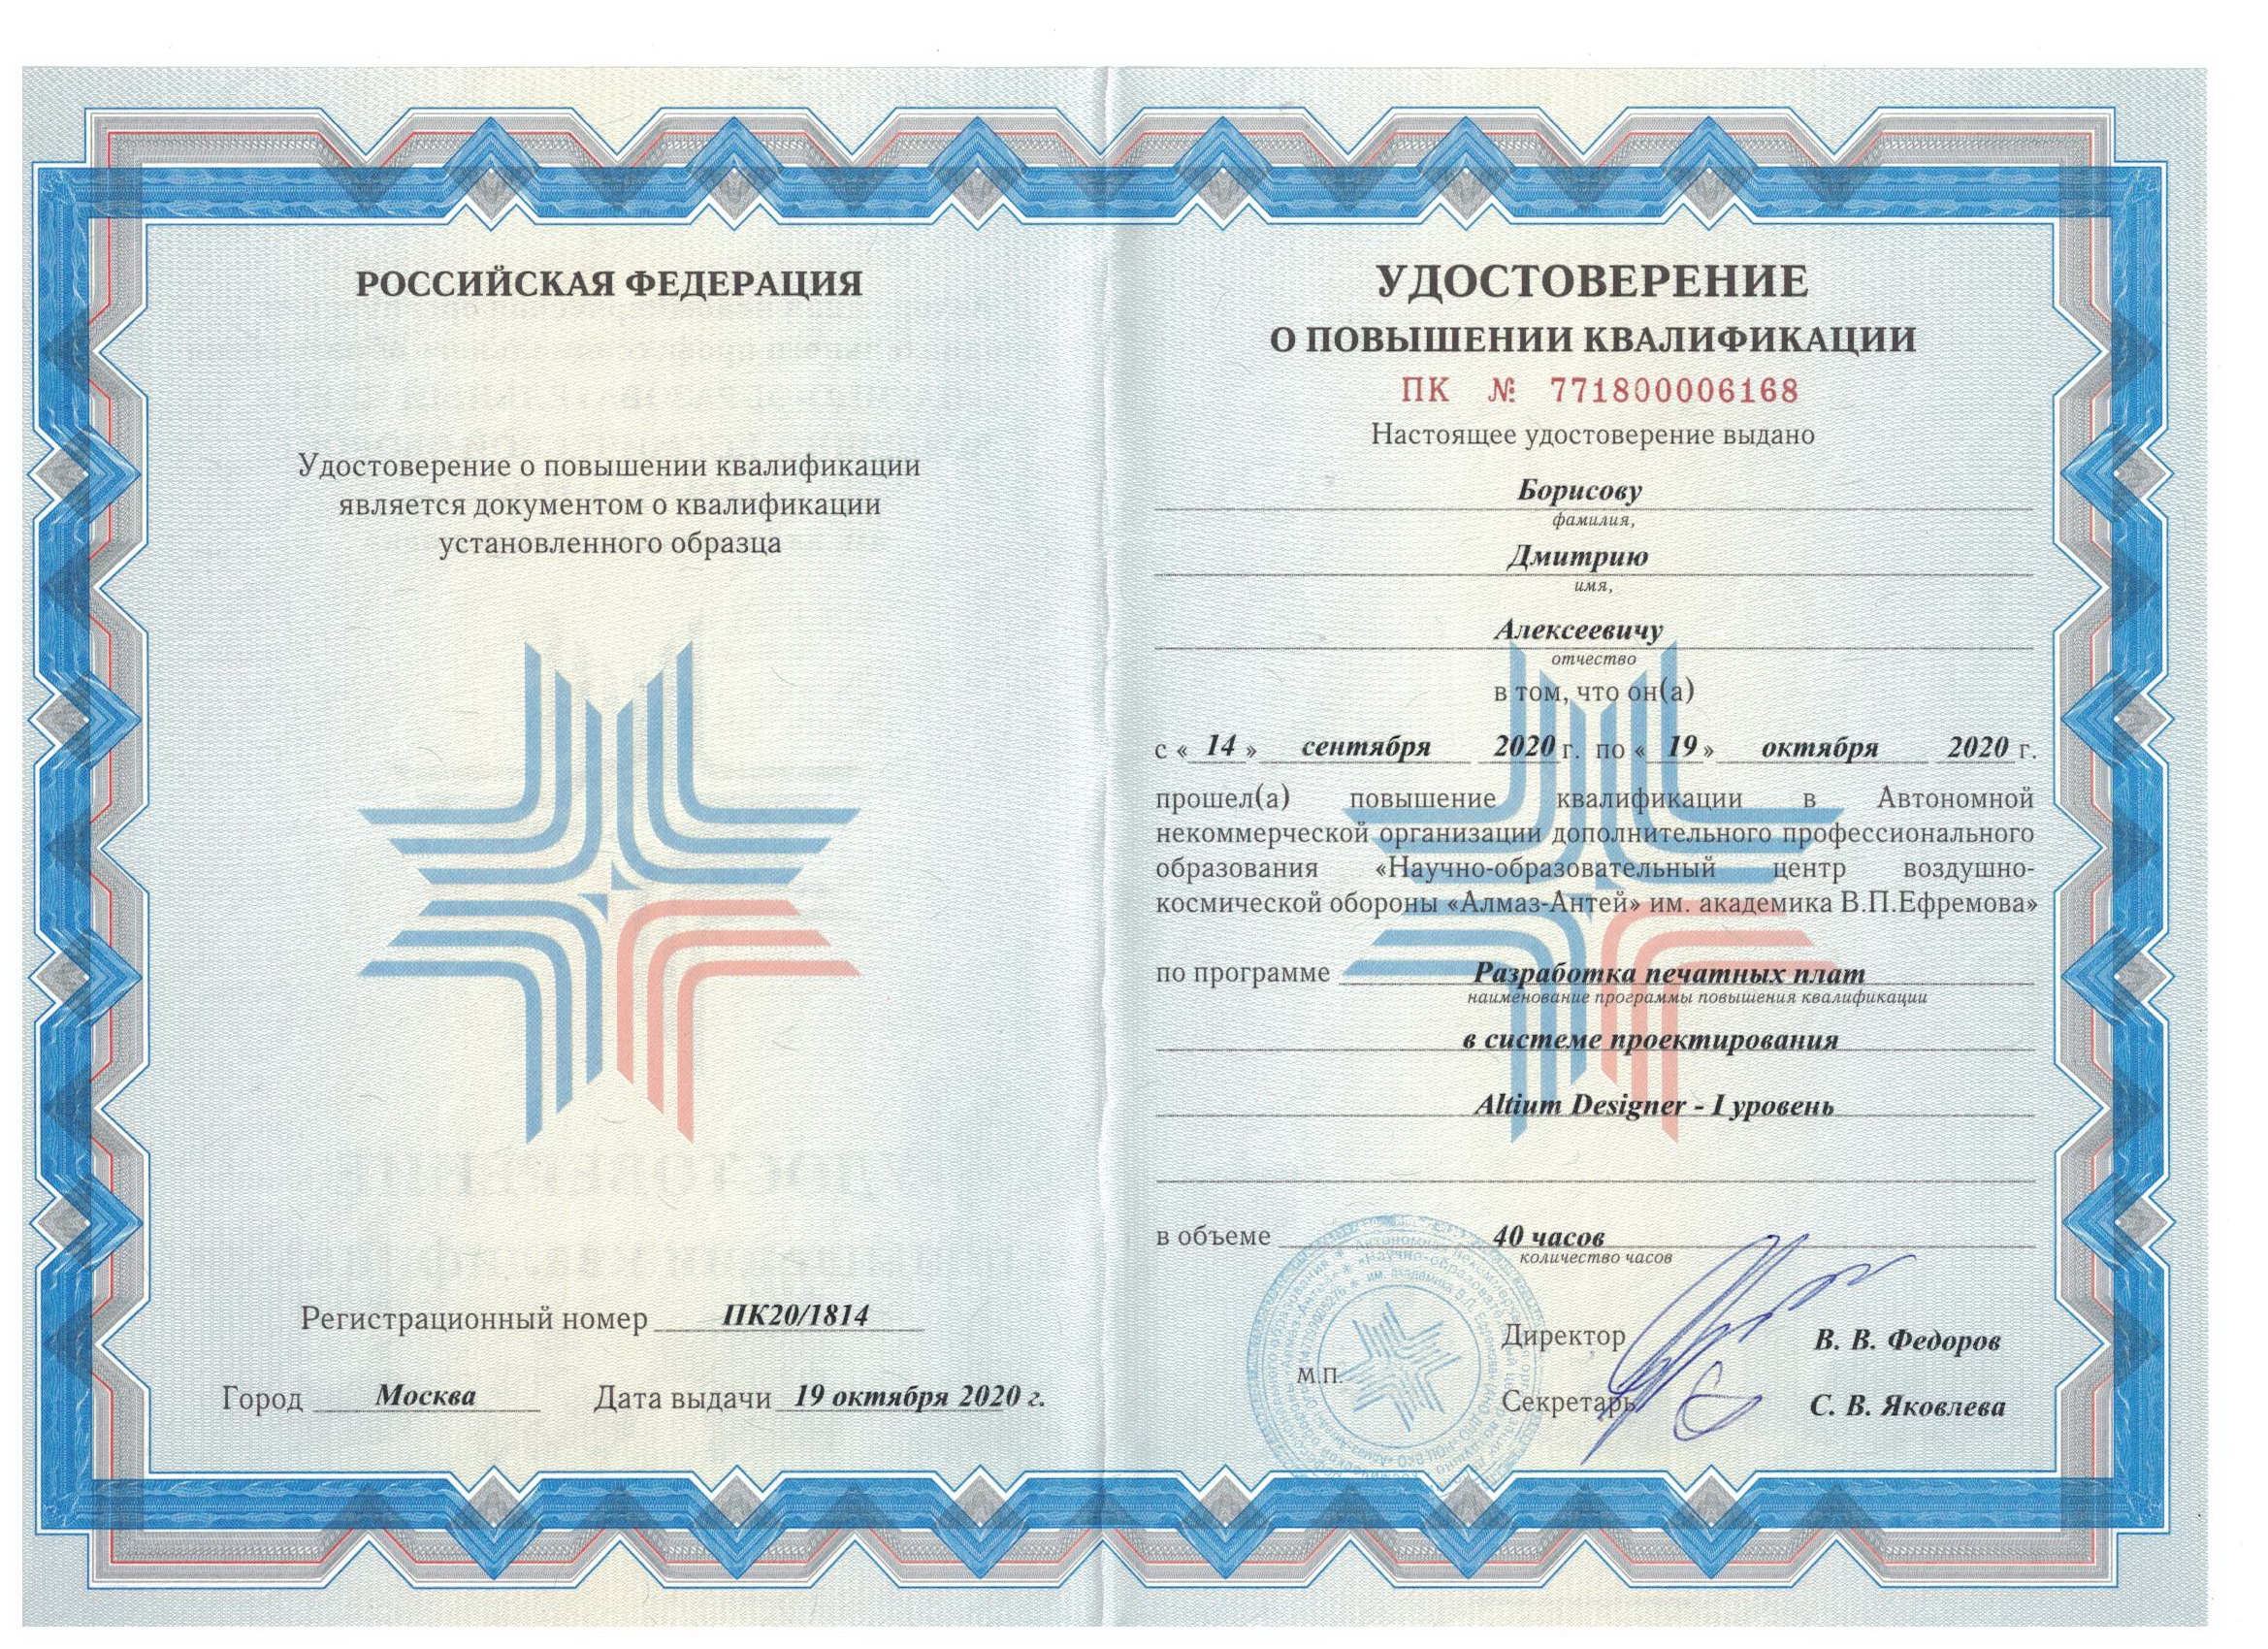 РОССИЙСКАЯ ФЕДЕРАЦИЯ
Удостоверение о повышении квалификации
является документом о квалификации
установленного образца
Регистрационный номер ПК20/1814
Город Москва Дата выдачи 19 октября 2020 г.
УДОСТОВЕРЕНИЕ
О ПОВЫШЕНИИ КВАЛИФИКАЦИИ
ПК № 771800006168
Настоящее удостоверение выдано
Борисову
фамилия,
Дмитрию
имя,
Алексеевичу
отчество
в том, что он(а)
с « 14 » сентября 2020 г. по « 19 » октября 2020 г.
прошел(а) повышение квалификации в Автономной
некоммерческой организации дополнительного профессионального
образования «Научно-образовательный центр воздушно-
космической обороны «Алмаз-Антей» им. академика В.П.Ефремова»
по программе Разработка печатных плат
наименование программы повышения квалификации
в системе проектирования
Altium Designer - I уровень
в объеме 40 часов
количество часов
Директор В. В. Федоров
М.П.
Секретарь С. В. Яковлева